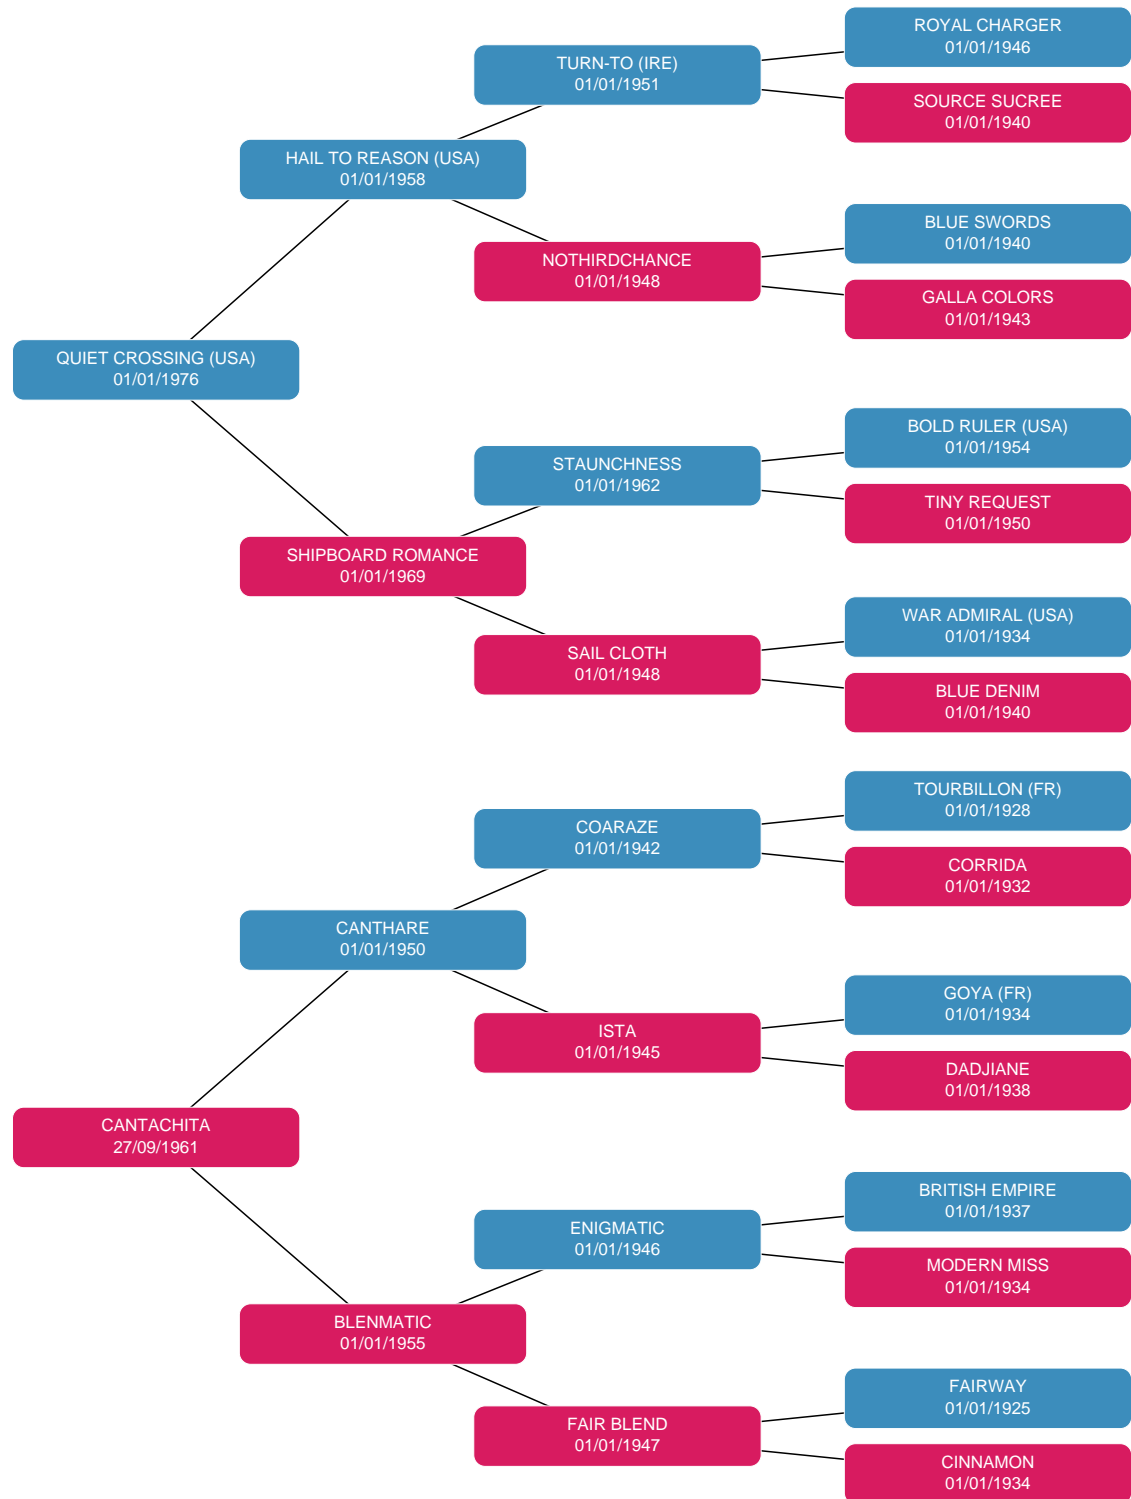 ROYAL CHARGER
01/01/1946
TURN-TO (IRE)
01/01/1951
SOURCE SUCREE
01/01/1940
HAIL TO REASON (USA)
01/01/1958
BLUE SWORDS
01/01/1940
NOTHIRDCHANCE
01/01/1948
GALLA COLORS
01/01/1943
QUIET CROSSING (USA)
01/01/1976
BOLD RULER (USA)
01/01/1954
STAUNCHNESS
01/01/1962
TINY REQUEST
01/01/1950
SHIPBOARD ROMANCE
01/01/1969
WAR ADMIRAL (USA)
01/01/1934
SAIL CLOTH
01/01/1948
BLUE DENIM
01/01/1940
TOURBILLON (FR)
01/01/1928
COARAZE
01/01/1942
CORRIDA
01/01/1932
CANTHARE
01/01/1950
GOYA (FR)
01/01/1934
ISTA
01/01/1945
DADJIANE
01/01/1938
CANTACHITA
27/09/1961
BRITISH EMPIRE
01/01/1937
ENIGMATIC
01/01/1946
MODERN MISS
01/01/1934
BLENMATIC
01/01/1955
FAIRWAY
01/01/1925
FAIR BLEND
01/01/1947
CINNAMON
01/01/1934